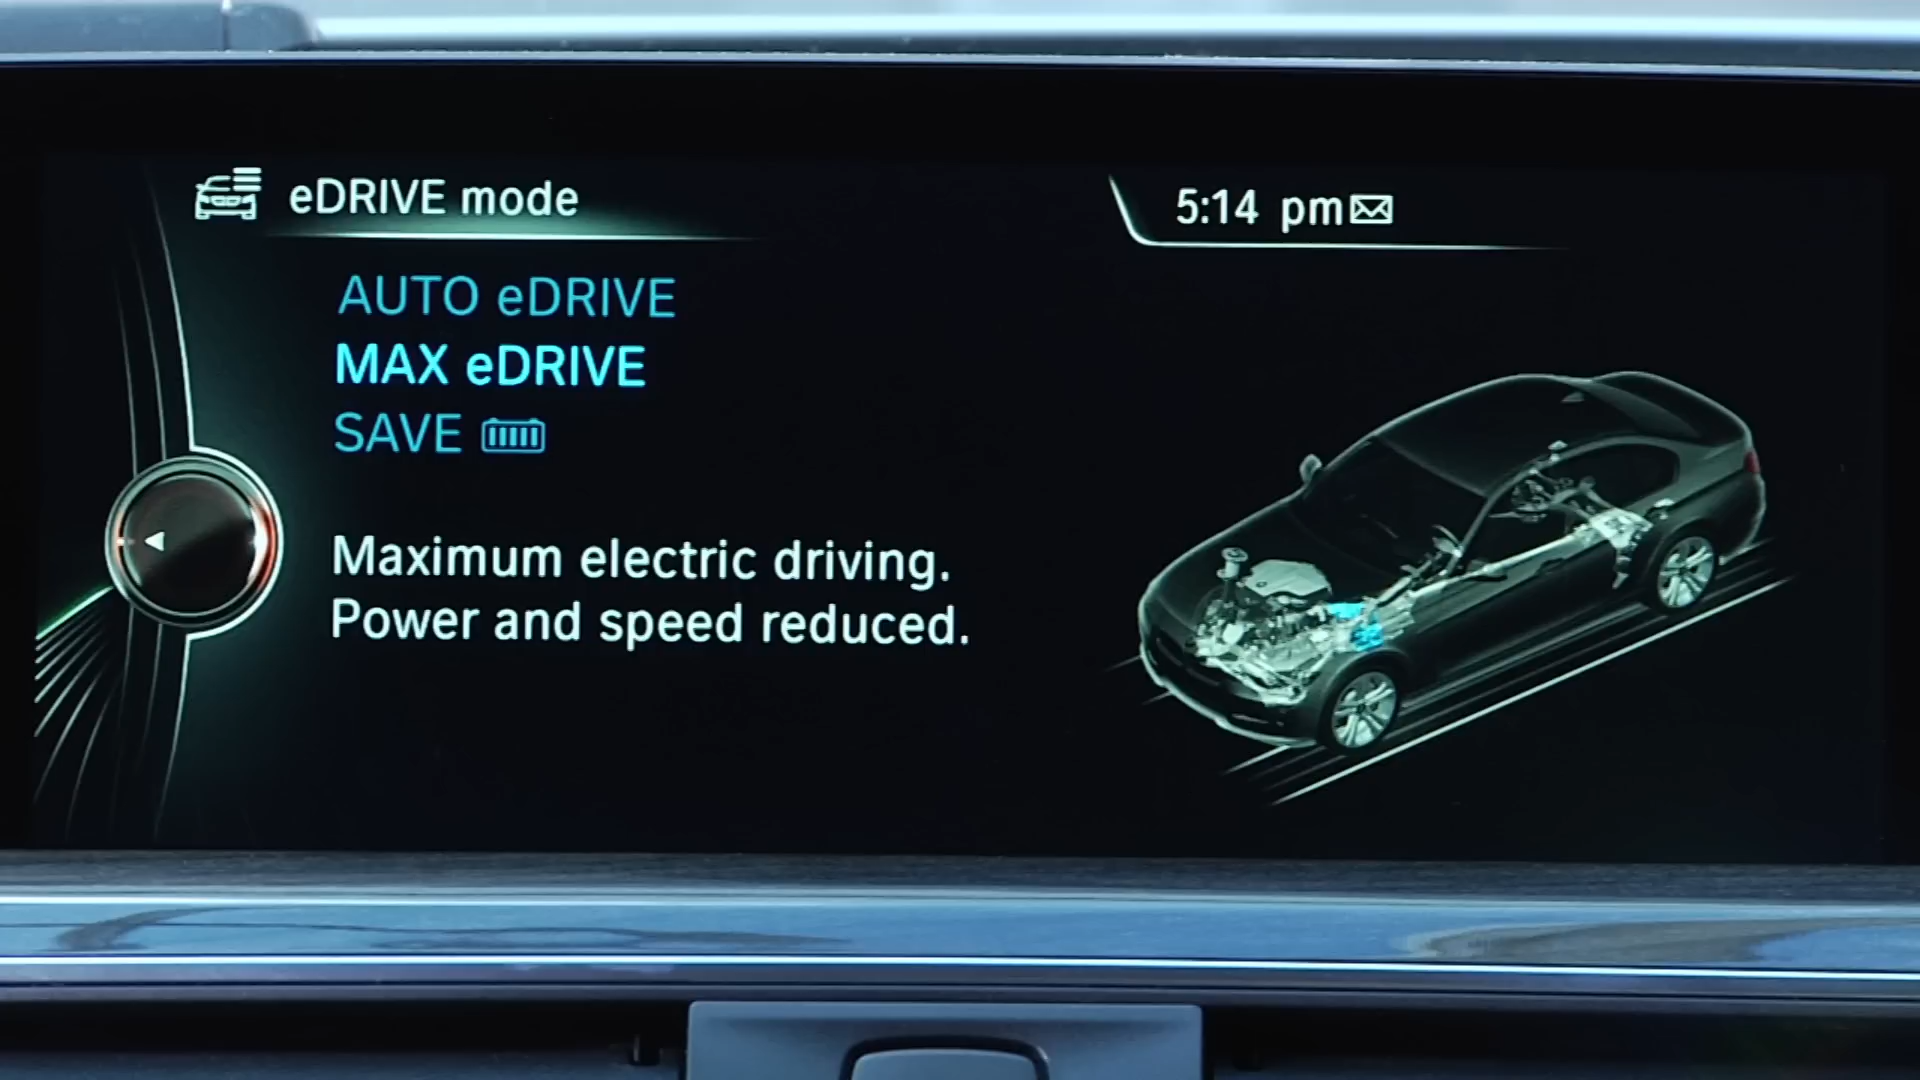 eDRIVE mode
5:14 pm
AUTO eDRIVE
MAX eDRIVE
SAVE
Maximum electric driving.
Power and speed reduced.